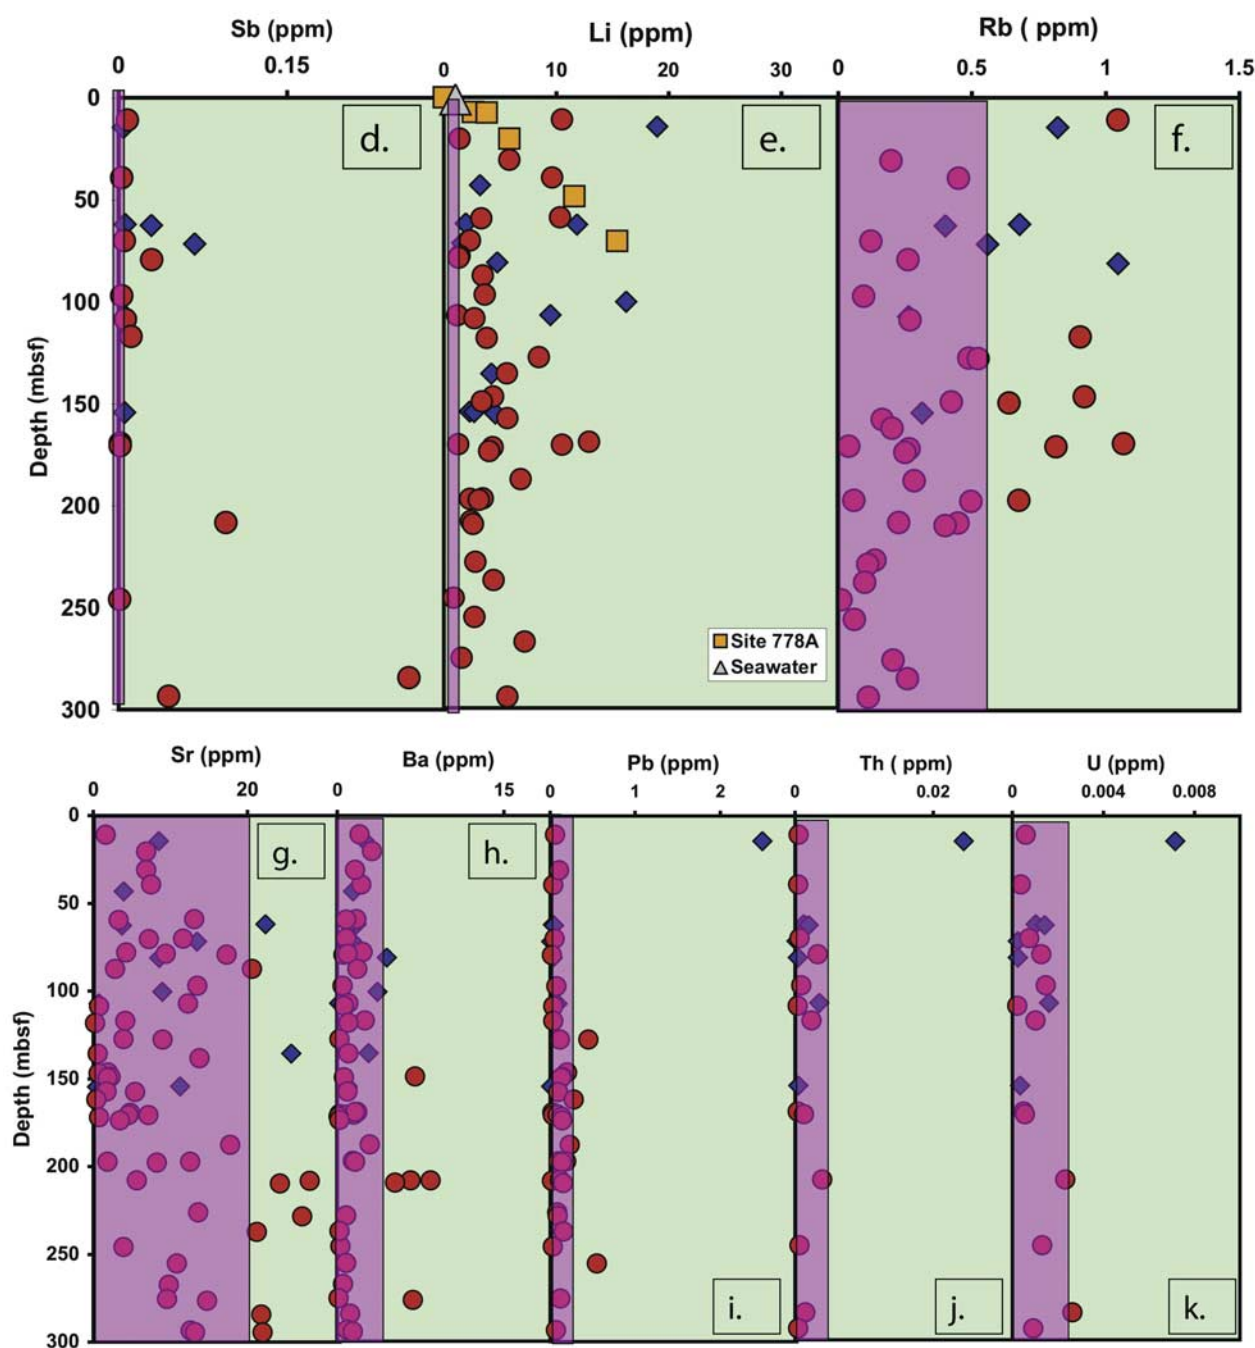 Sb (ppm) Li (ppm) Rb ( ppm)
0 0.15 0 10 20 30 0 0.5 1 1.5
0
d. e. f.
50
100
150
200
250
300
Depth (mbsf)
Site 778A
Seawater
Sr (ppm) Ba (ppm) Pb (ppm) Th ( ppm) U (ppm)
0 20 0 15 0 1 2 0 0.02 0 0.004 0.008
0
g. h.
50
100
150
200
250
300
Depth (mbsf)
i. j. k.